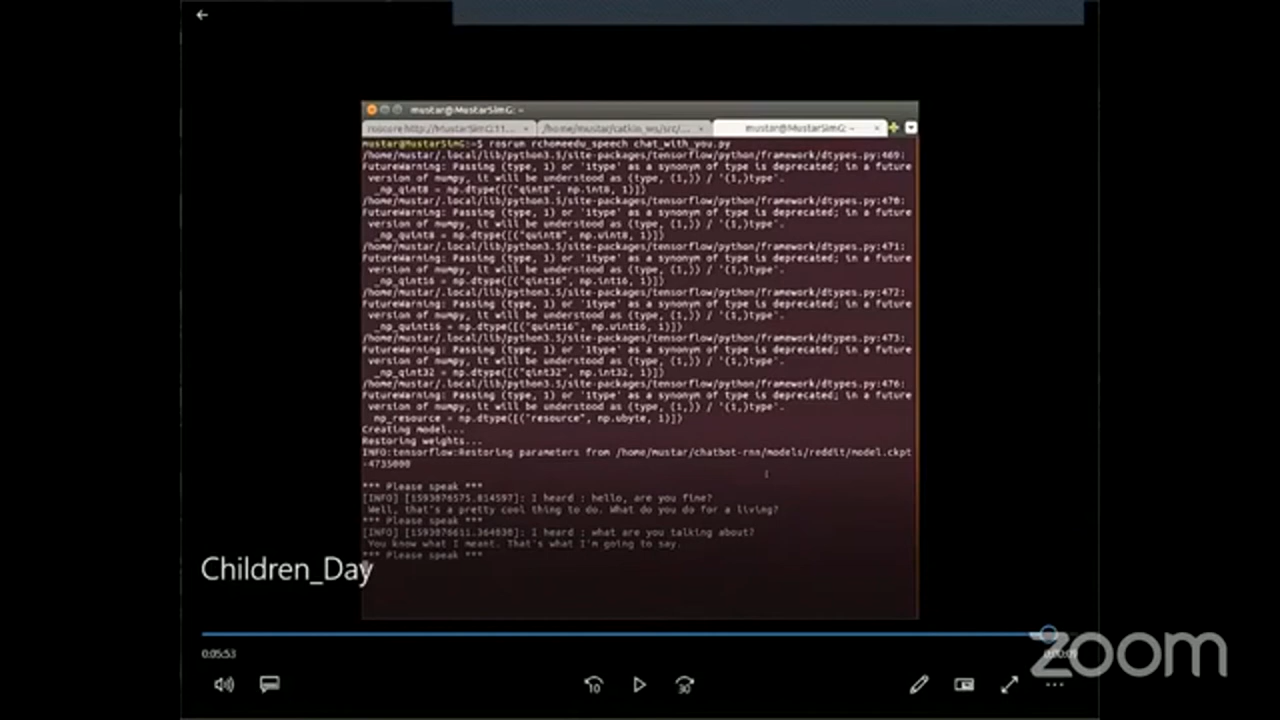 mustar@MustarSimG: ~
roscore http://MustarSimG:11...
/home/mustar/catkin_ws/src/...
mustar@MustarSimG: ~
mustar@MustarSimG:~$ rosrun rchomeedu_speech chat_with_you.py
/home/mustar/.local/lib/python3.5/site-packages/tensorflow/python/framework/dtypes.py:469:
FutureWarning: Passing (type, 1) or '1type' as a synonym of type is deprecated; in a future
version of numpy, it will be understood as (type, (1,)) / '(1,)type'.
_np_qint8 = np.dtype([("qint8", np.int8, 1)])
/home/mustar/.local/lib/python3.5/site-packages/tensorflow/python/framework/dtypes.py:470:
FutureWarning: Passing (type, 1) or '1type' as a synonym of type is deprecated; in a future
version of numpy, it will be understood as (type, (1,)) / '(1,)type'.
_np_quint8 = np.dtype([("quint8", np.uint8, 1)])
/home/mustar/.local/lib/python3.5/site-packages/tensorflow/python/framework/dtypes.py:471:
FutureWarning: Passing (type, 1) or '1type' as a synonym of type is deprecated; in a future
version of numpy, it will be understood as (type, (1,)) / '(1,)type'.
_np_qint16 = np.dtype([("qint16", np.int16, 1)])
/home/mustar/.local/lib/python3.5/site-packages/tensorflow/python/framework/dtypes.py:472:
FutureWarning: Passing (type, 1) or '1type' as a synonym of type is deprecated; in a future
version of numpy, it will be understood as (type, (1,)) / '(1,)type'.
_np_quint16 = np.dtype([("quint16", np.uint16, 1)])
/home/mustar/.local/lib/python3.5/site-packages/tensorflow/python/framework/dtypes.py:473:
FutureWarning: Passing (type, 1) or '1type' as a synonym of type is deprecated; in a future
version of numpy, it will be understood as (type, (1,)) / '(1,)type'.
_np_qint32 = np.dtype([("qint32", np.int32, 1)])
/home/mustar/.local/lib/python3.5/site-packages/tensorflow/python/framework/dtypes.py:476:
FutureWarning: Passing (type, 1) or '1type' as a synonym of type is deprecated; in a future
version of numpy, it will be understood as (type, (1,)) / '(1,)type'.
np_resource = np.dtype([("resource", np.ubyte, 1)])
Creating model...
Restoring weights...
INFO:tensorflow:Restoring parameters from /home/mustar/chatbot-rnn/models/reddit/model.ckpt
-4735000
*** Please speak ***
[INFO] [1593076575.814597]: I heard : hello, are you fine?
Well, that's a pretty cool thing to do. What do you do for a living?
*** Please speak ***
[INFO] [1593076611.364030]: I heard : what are you talking about?
You know what I meant. That's what I'm going to say.
*** Please speak ***
Children_Day
0:05:53
10
30
zoom